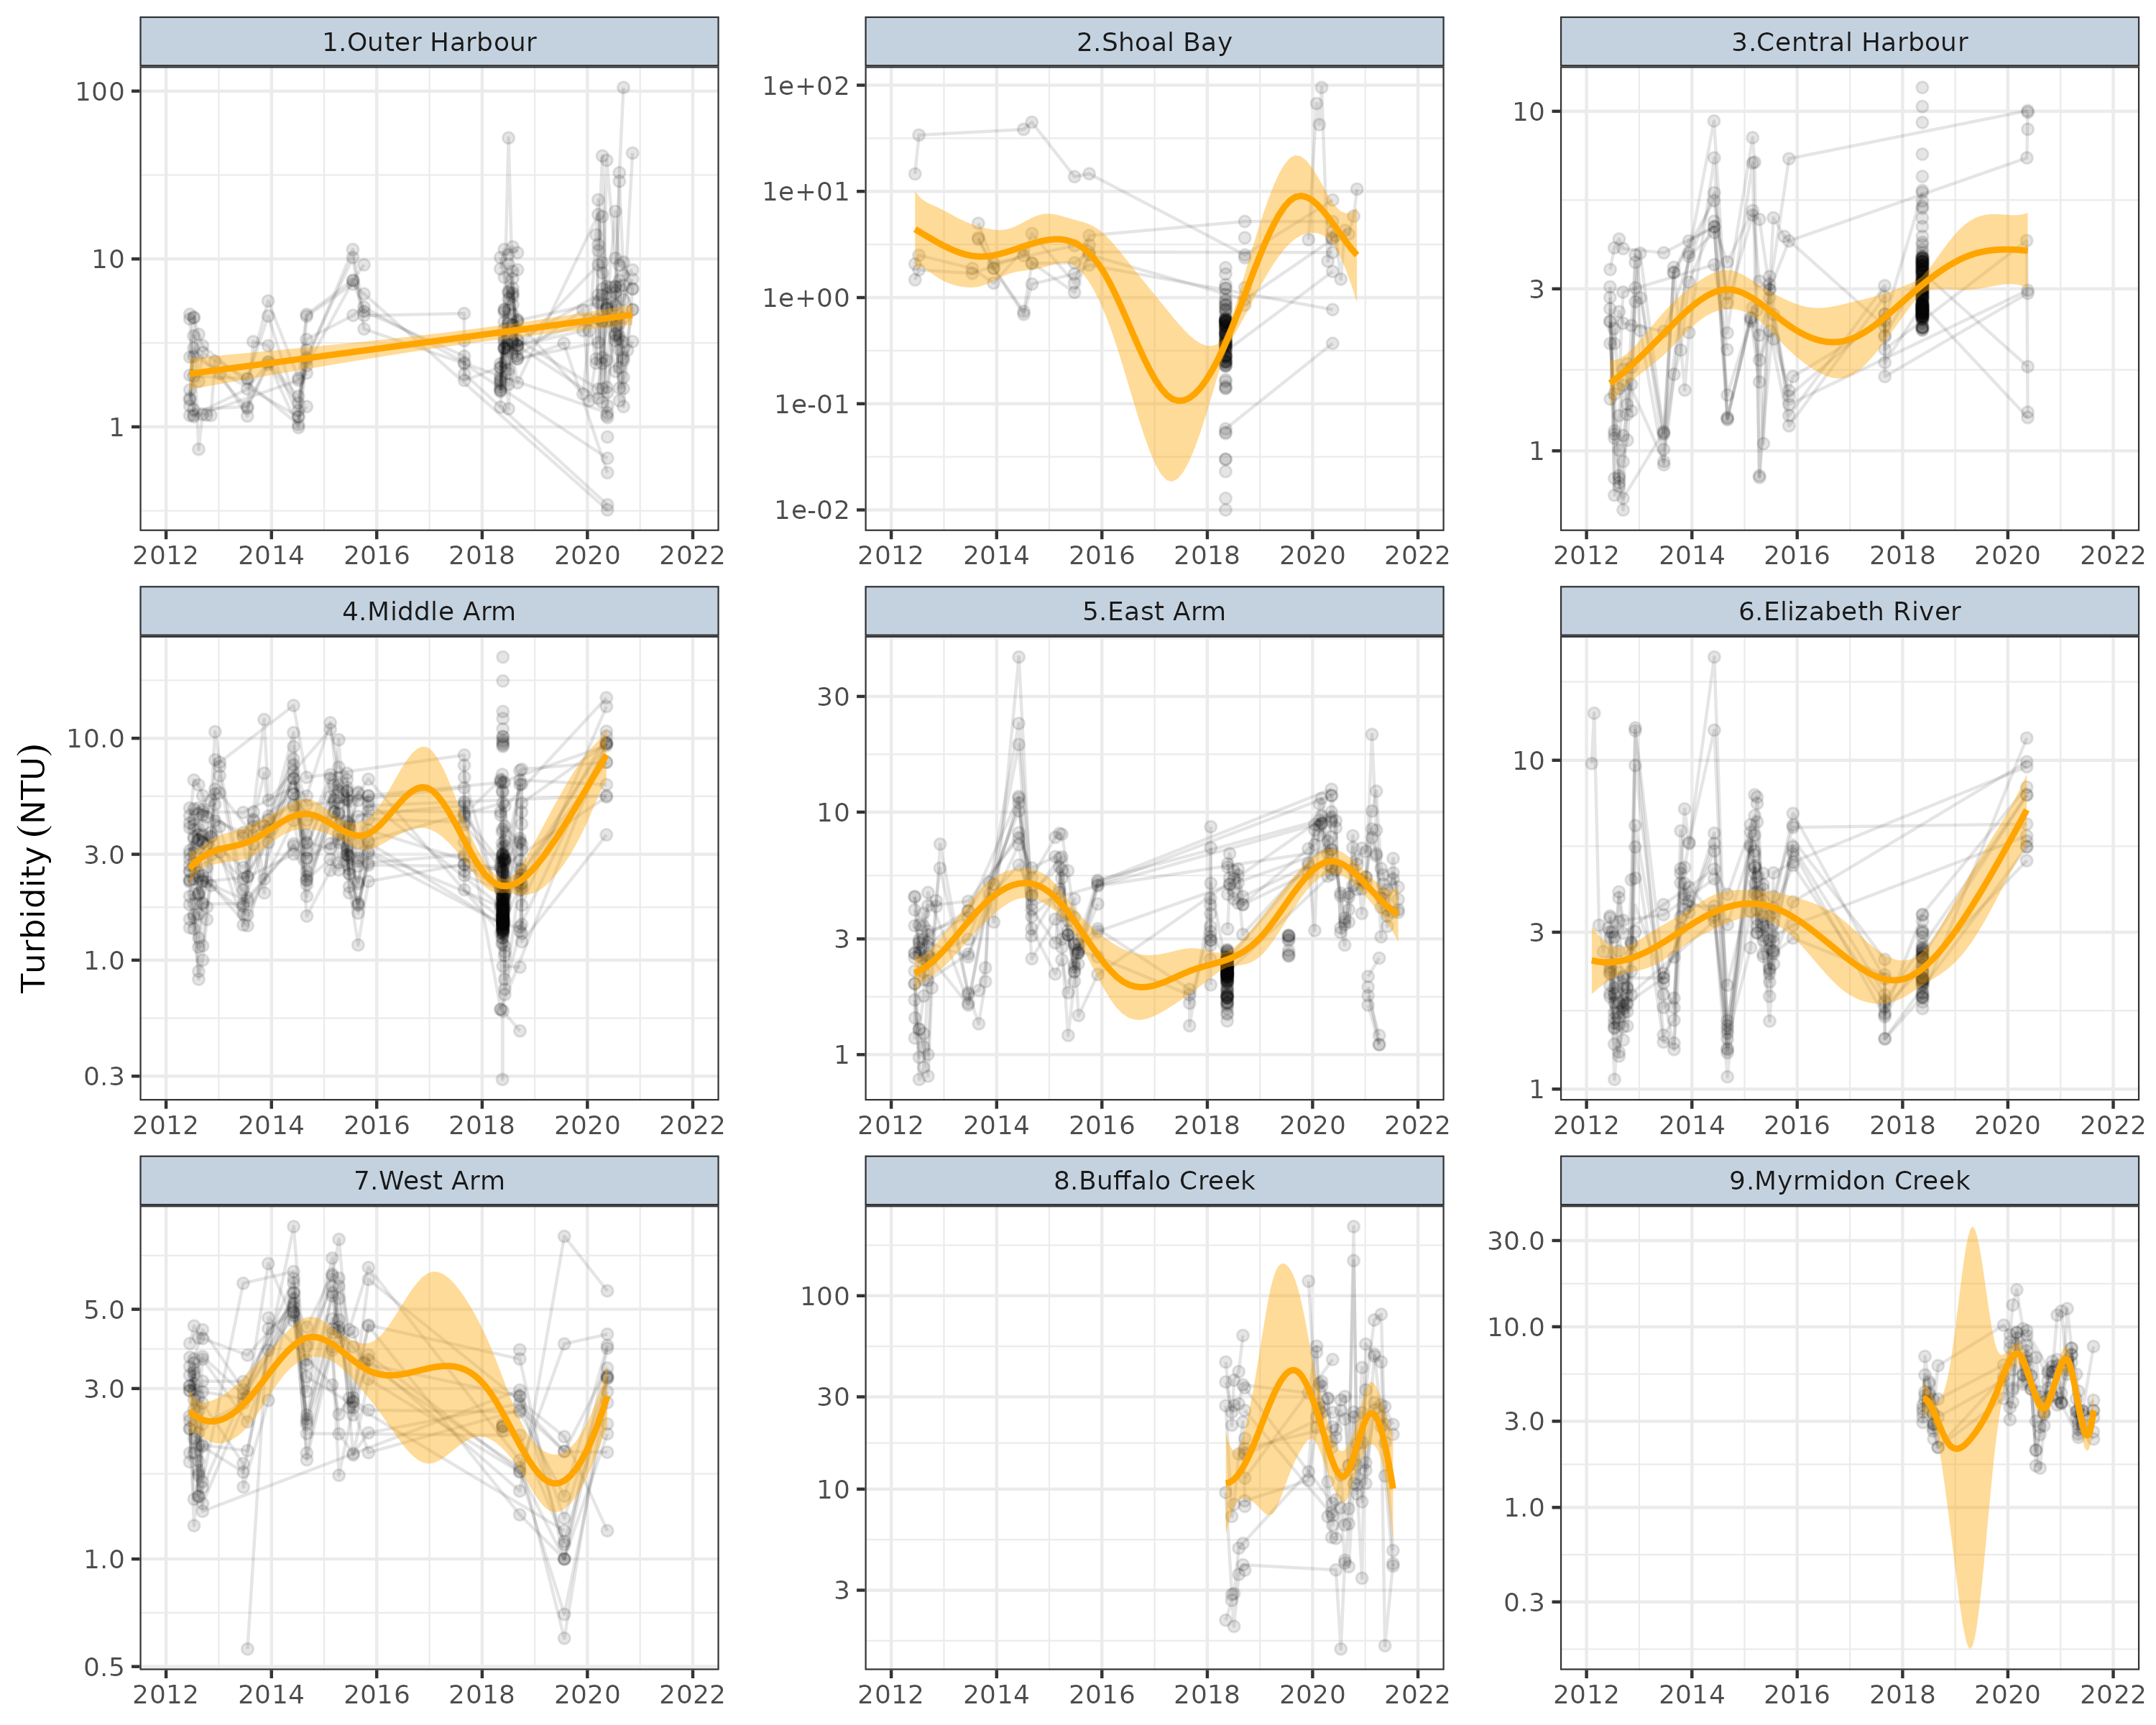 1.Outer Harbour
2.Shoal Bay
3.Central Harbour
100
10
1
1e+02
1e+01
1e+00
1e-01
1e-02
10
3
1
2012 2014 2016 2018 2020 2022
2012 2014 2016 2018 2020 2022
2012 2014 2016 2018 2020 2022
4.Middle Arm
5.East Arm
6.Elizabeth River
Turbidity (NTU)
10.0
3.0
1.0
0.3
30
10
3
1
10
3
1
2012 2014 2016 2018 2020 2022
2012 2014 2016 2018 2020 2022
2012 2014 2016 2018 2020 2022
7.West Arm
8.Buffalo Creek
9.Myrmidon Creek
5.0
3.0
1.0
0.5
100
30
10
3
30.0
10.0
3.0
1.0
0.3
2012 2014 2016 2018 2020 2022
2012 2014 2016 2018 2020 2022
2012 2014 2016 2018 2020 2022